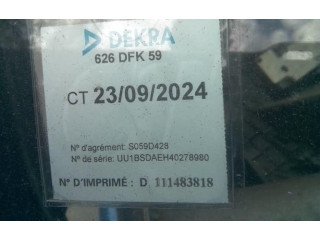 DEKRA
626 DFK 59
CT 23/09/2024
N° d'agrément: S059D428
N° de série: UU1BSDAEH40278980
N° D'IMPRIMÉ : D 111483818